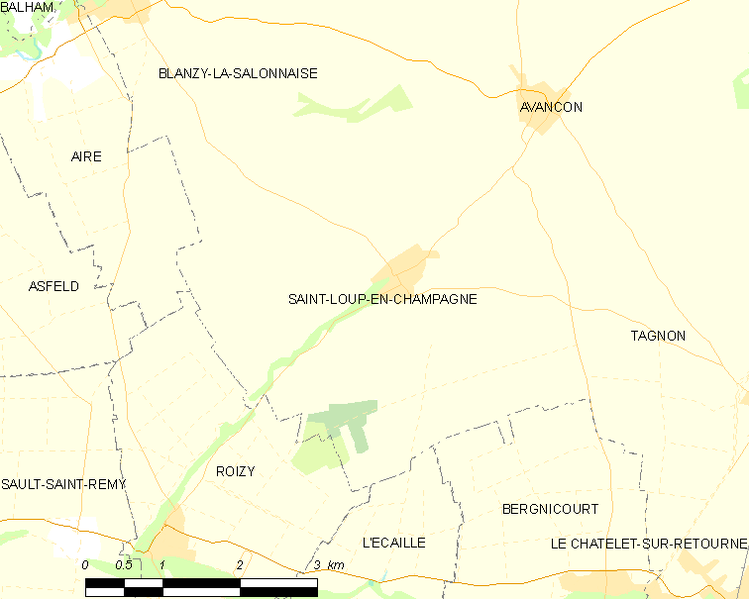 BALHAM
BLANZY-LA-SALONNAISE
AVANCON
AIRE
ASFELD
SAINT-LOUP-EN-CHAMPAGNE
TAGNON
ROIZY
SAULT-SAINT-REMY
BERGNICOURT
L'ECAILLE
LE CHATELET-SUR-RETOURNE
0 0.5 1 2 3 km